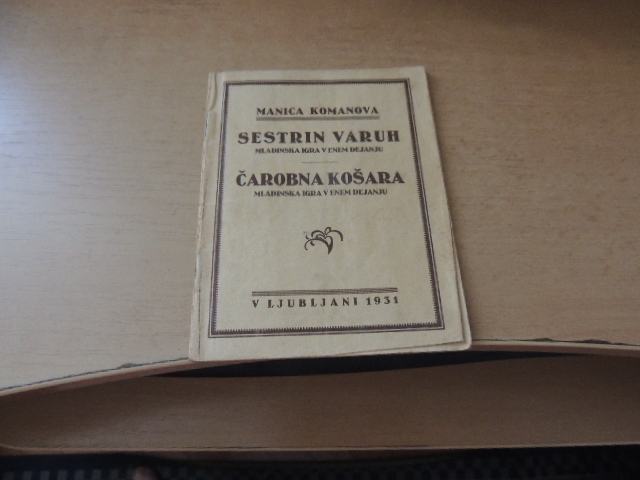 MANICA KOMANOVA
SESTRIN VARUH
MLADINSKA IGRA V ENEM DEJANJU
ČAROBNA KOŠARA
MLADINSKA IGRA V ENEM DEJANJU
V LJUBLJANI 1931